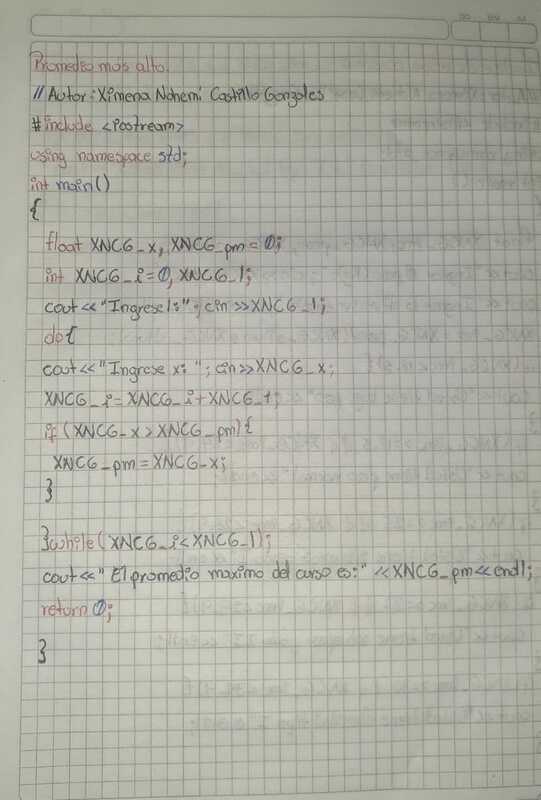 Promedio mas alto.
// Autor: Ximena Nohemi Castillo Gonzales
#include <iostream>
using namespace std;
int main()
{
float XNCG_x, XNCG_pm = 0;
int XNCG_i=0, XNCG_l;
cout<<"Ingrese l:"; cin>>XNCG_l;
do{
cout<<"Ingrese x: "; cin>>XNCG_x;
XNCG_i=XNCG_i+XNCG_1;
if (XNCG_x>XNCG_pm){
XNCG_pm=XNCG_x;
}
}while(XNCG_i<XNCG_l);
cout<<" El promedio maximo del curso es:" <<XNCG_pm<<endl;
return 0;
}